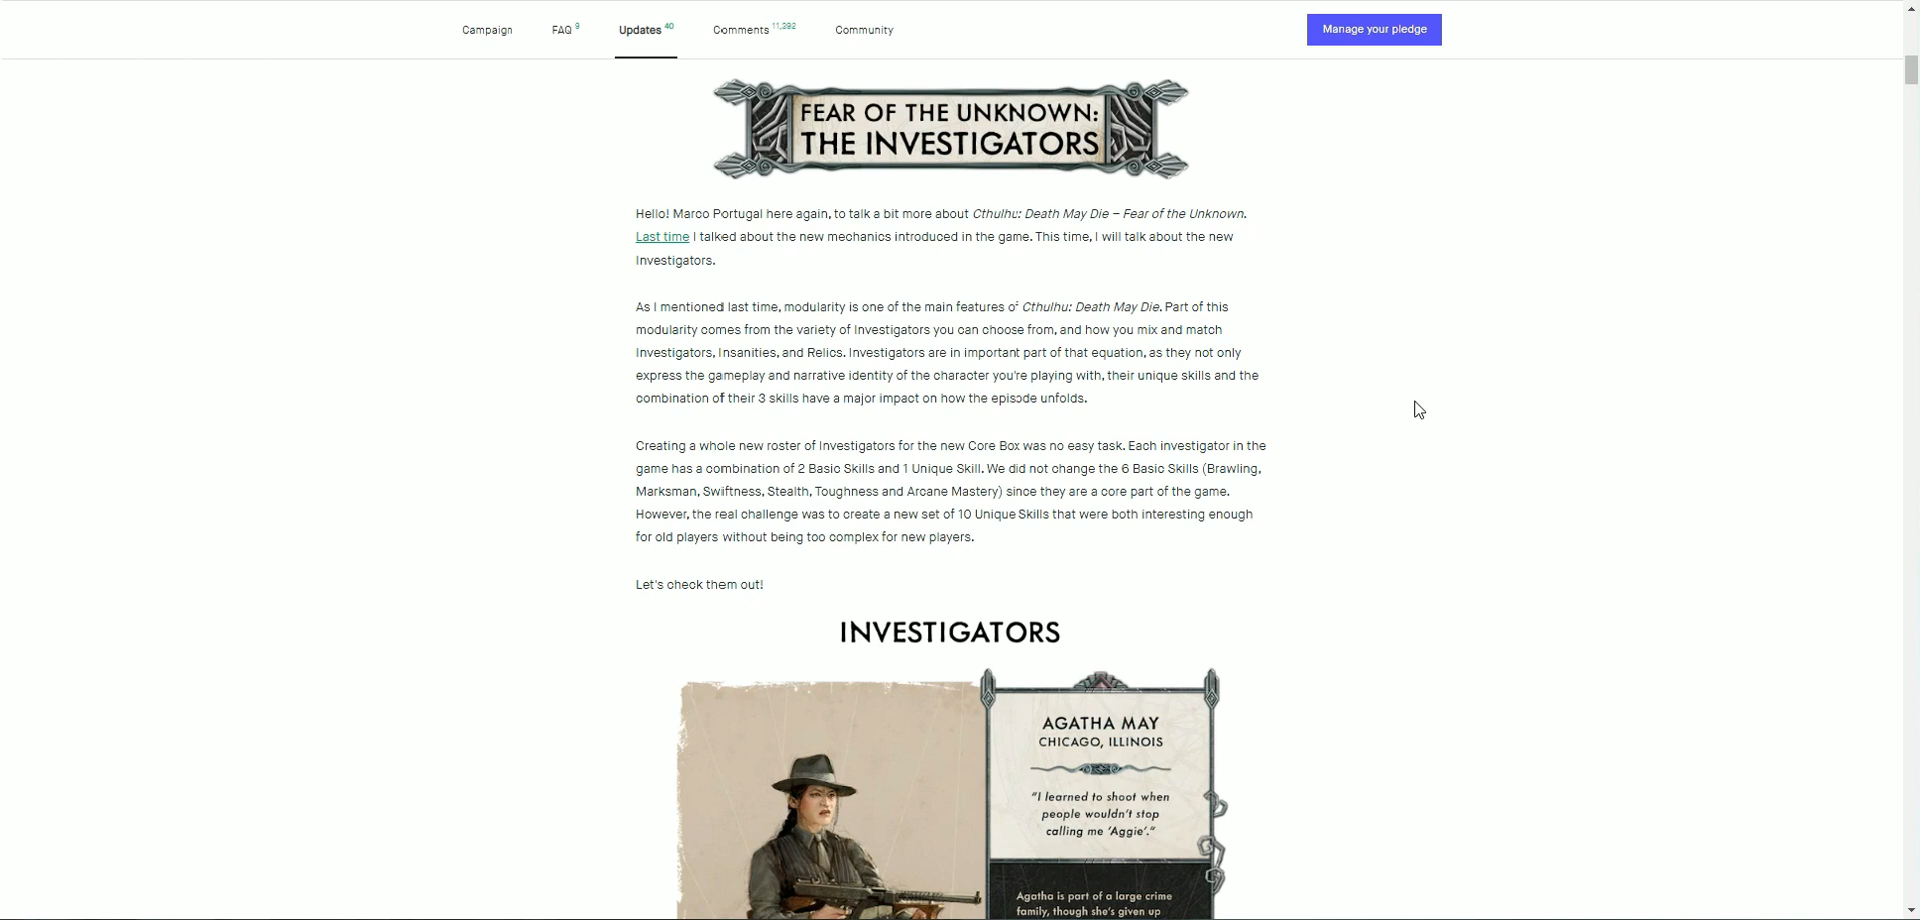 Campaign
FAQ 9
Updates 40
Comments 11,392
Community
Manage your pledge
FEAR OF THE UNKNOWN:
THE INVESTIGATORS
Hello! Marco Portugal here again, to talk a bit more about Cthulhu: Death May Die – Fear of the Unknown.
Last time I talked about the new mechanics introduced in the game. This time, I will talk about the new
Investigators.
As I mentioned last time, modularity is one of the main features of Cthulhu: Death May Die. Part of this
modularity comes from the variety of Investigators you can choose from, and how you mix and match
Investigators, Insanities, and Relics. Investigators are in important part of that equation, as they not only
express the gameplay and narrative identity of the character you're playing with, their unique skills and the
combination of their 3 skills have a major impact on how the episode unfolds.
Creating a whole new roster of Investigators for the new Core Box was no easy task. Each investigator in the
game has a combination of 2 Basic Skills and 1 Unique Skill. We did not change the 6 Basic Skills (Brawling,
Marksman, Swiftness, Stealth, Toughness and Arcane Mastery) since they are a core part of the game.
However, the real challenge was to create a new set of 10 Unique Skills that were both interesting enough
for old players without being too complex for new players.
Let's check them out!
INVESTIGATORS
AGATHA MAY
CHICAGO, ILLINOIS
"I learned to shoot when
people wouldn't stop
calling me 'Aggie'."
Agatha is part of a large crime
family, though she's given up